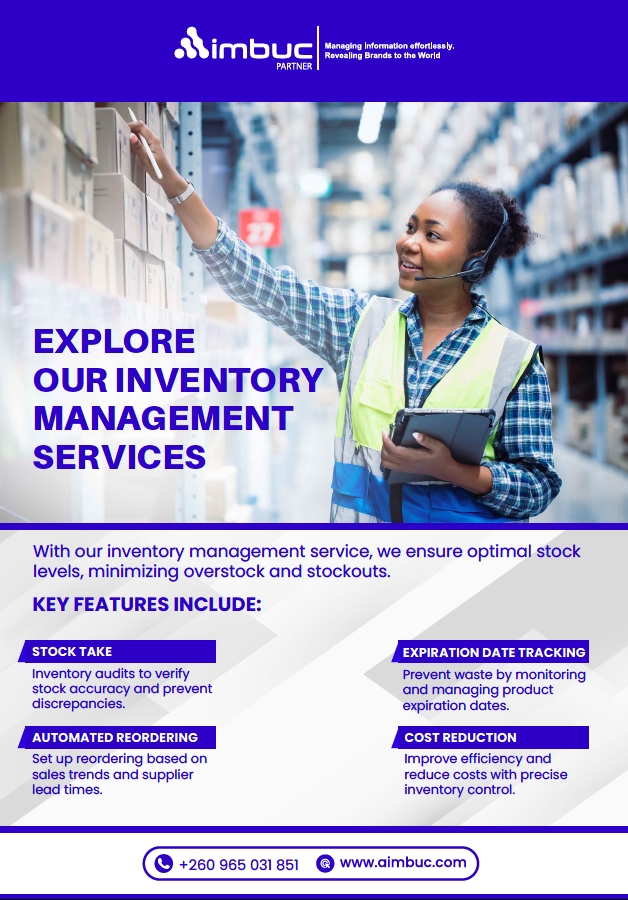 aimbuc
PARTNER
Managing information effortlessly.
Revealing Brands to the World
27
EXPLORE
OUR INVENTORY
MANAGEMENT
SERVICES
With our inventory management service, we ensure optimal stock
levels, minimizing overstock and stockouts.
KEY FEATURES INCLUDE:
STOCK TAKE
Inventory audits to verify
stock accuracy and prevent
discrepancies.
EXPIRATION DATE TRACKING
Prevent waste by monitoring
and managing product
expiration dates.
AUTOMATED REORDERING
Set up reordering based on
sales trends and supplier
lead times.
COST REDUCTION
Improve efficiency and
reduce costs with precise
inventory control.
+260 965 031 851
www.aimbuc.com